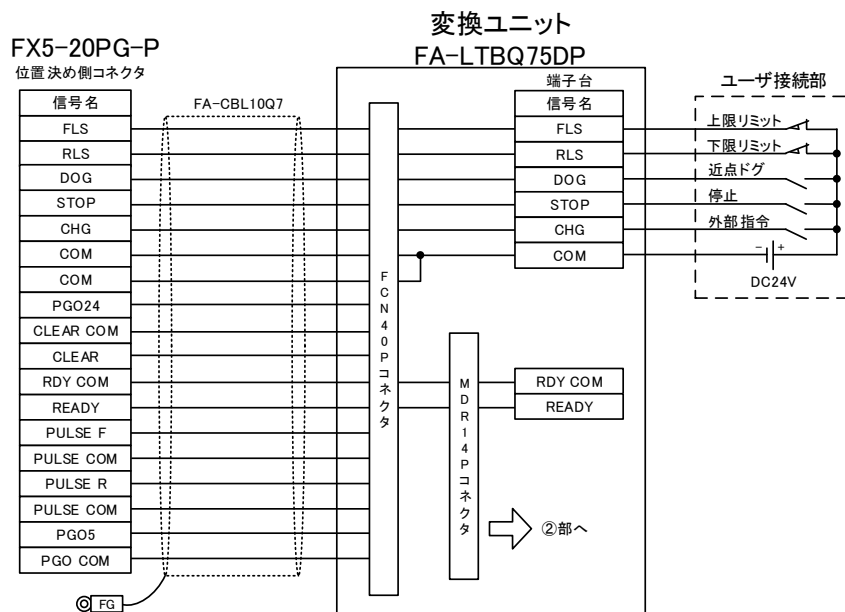 変換ユニット
FA-LTBQ75DP
FX5-20PG-P
位置決め側コネクタ
信号名
FLS
RLS
DOG
STOP
CHG
COM
COM
PGO24
CLEAR COM
CLEAR
RDY COM
READY
PULSE F
PULSE COM
PULSE R
PULSE COM
PGO5
PGO COM
FG
FA-CBL10Q7
FCN40Pコネクタ
MDR14Pコネクタ
端子台
信号名
FLS
RLS
DOG
STOP
CHG
COM
RDY COM
READY
②部へ
ユーザ接続部
上限リミット
下限リミット
近点ドグ
停止
外部指令
- +
DC24V